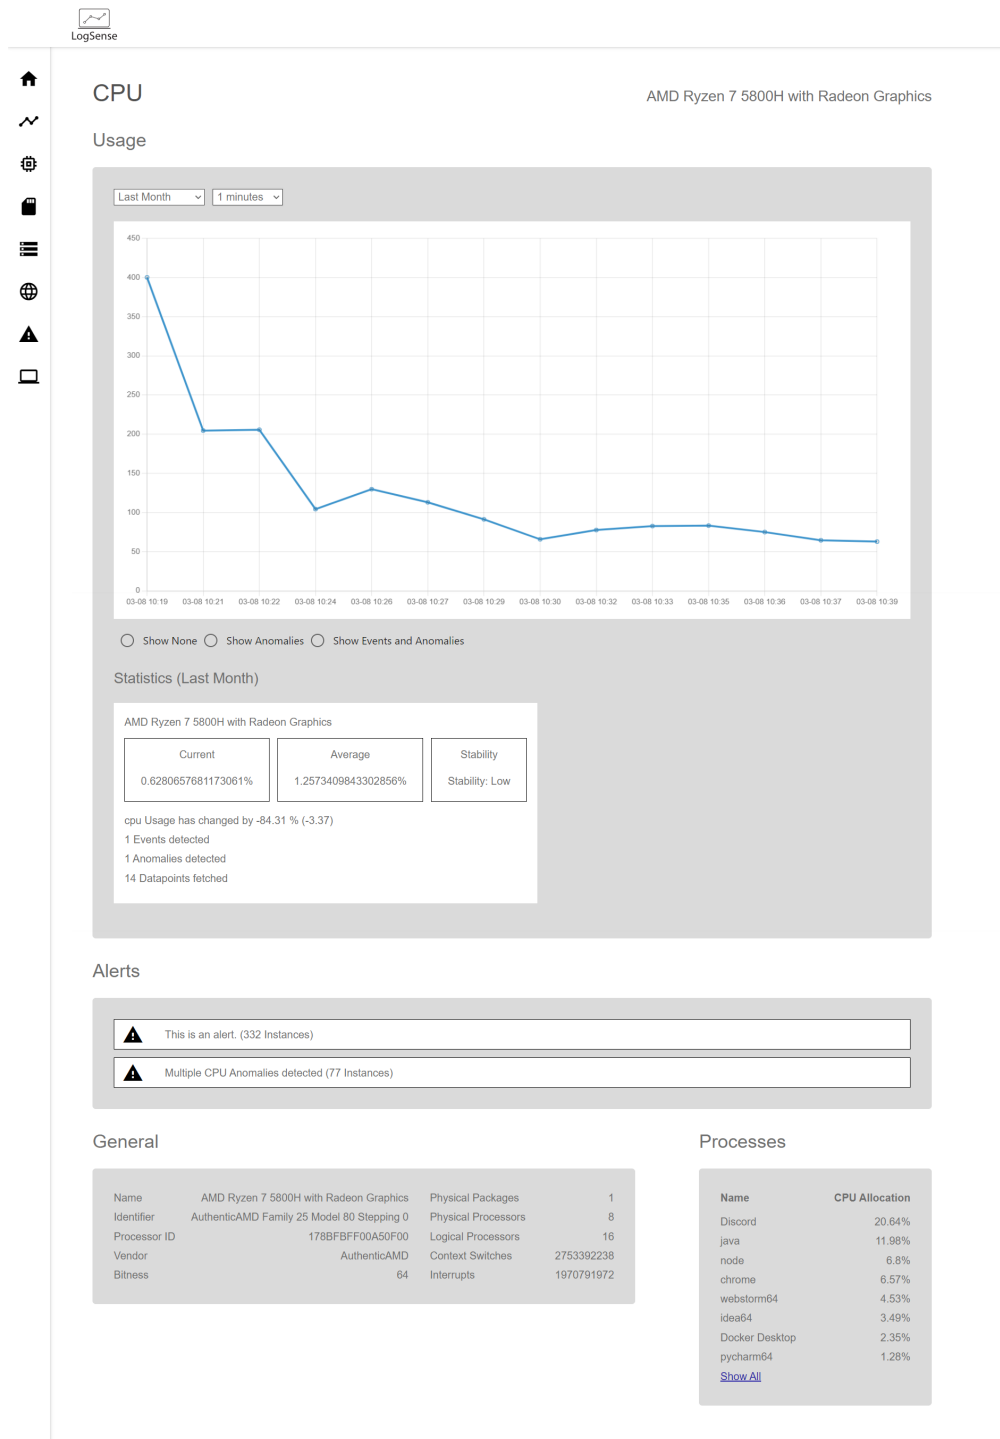 LogSense
CPU
AMD Ryzen 7 5800H with Radeon Graphics
Usage
Last Month
1 minutes
450
400
350
300
250
200
150
100
50
0
03-08 10:19 03-08 10:21 03-08 10:22 03-08 10:24 03-08 10:26 03-08 10:27 03-08 10:29 03-08 10:30 03-08 10:32 03-08 10:33 03-08 10:35 03-08 10:36 03-08 10:37 03-08 10:39
Show None Show Anomalies Show Events and Anomalies
Statistics (Last Month)
AMD Ryzen 7 5800H with Radeon Graphics
Current
0.6280657681173061%
Average
1.2573409843302856%
Stability
Stability: Low
cpu Usage has changed by -84.31 % (-3.37)
1 Events detected
1 Anomalies detected
14 Datapoints fetched
Alerts
This is an alert. (332 Instances)
Multiple CPU Anomalies detected (77 Instances)
General
Name AMD Ryzen 7 5800H with Radeon Graphics
Identifier AuthenticAMD Family 25 Model 80 Stepping 0
Processor ID 178BFBFF00A50F00
Vendor AuthenticAMD
Bitness 64
Physical Packages 1
Physical Processors 8
Logical Processors 16
Context Switches 2753392238
Interrupts 1970791972
Processes
Name CPU Allocation
Discord 20.64%
java 11.98%
node 6.8%
chrome 6.57%
webstorm64 4.53%
idea64 3.49%
Docker Desktop 2.35%
pycharm64 1.28%
Show All